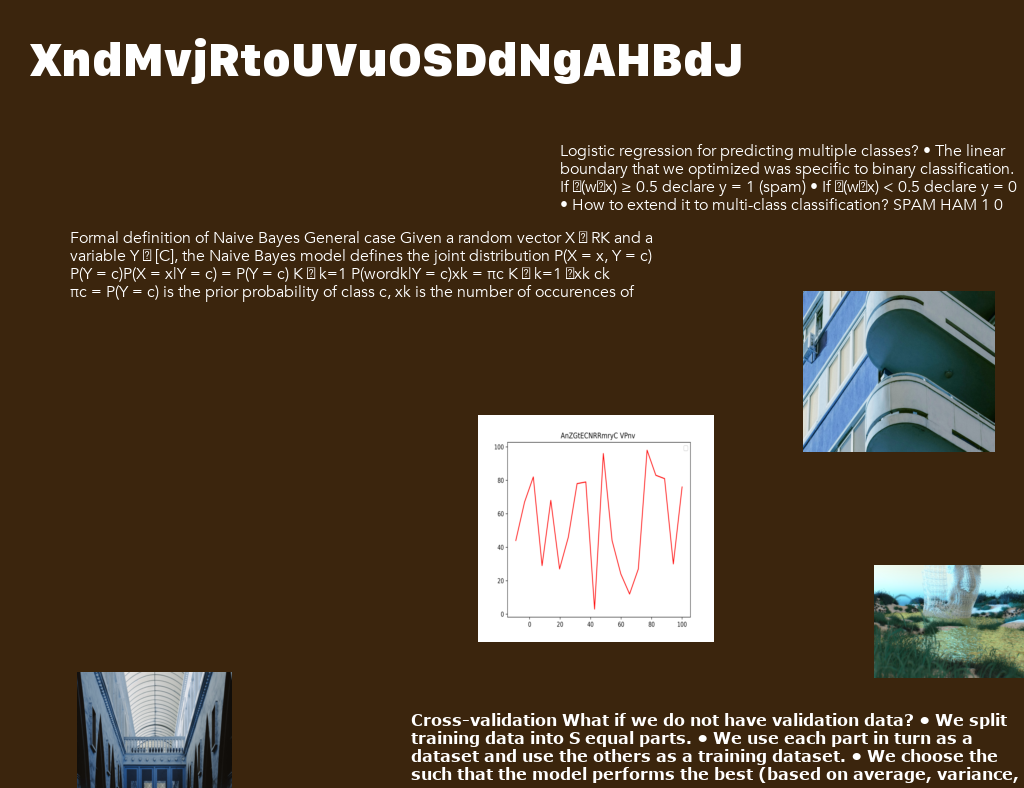 XndMvjRtoUVuOSDdNgAHBdJ
Logistic regression for predicting multiple classes? • The linear
boundary that we optimized was specific to binary classification.
If (w x) ≥ 0.5 declare y = 1 (spam) • If (w x) < 0.5 declare y = 0
• How to extend it to multi-class classification? SPAM HAM 1 0
Formal definition of Naive Bayes General case Given a random vector X RK and a
variable Y [C], the Naive Bayes model defines the joint distribution P(X = x, Y = c)
P(Y = c)P(X = x|Y = c) = P(Y = c) K k=1 P(wordk|Y = c)xk = πc K k=1 xk ck
πc = P(Y = c) is the prior probability of class c, xk is the number of occurences of
AnZGtECNRRmryC VPnv
100
80
60
40
20
0
0 20 40 60 80 100
Cross-validation What if we do not have validation data? • We split
training data into S equal parts. • We use each part in turn as a
dataset and use the others as a training dataset. • We choose the
such that the model performs the best (based on average, variance,